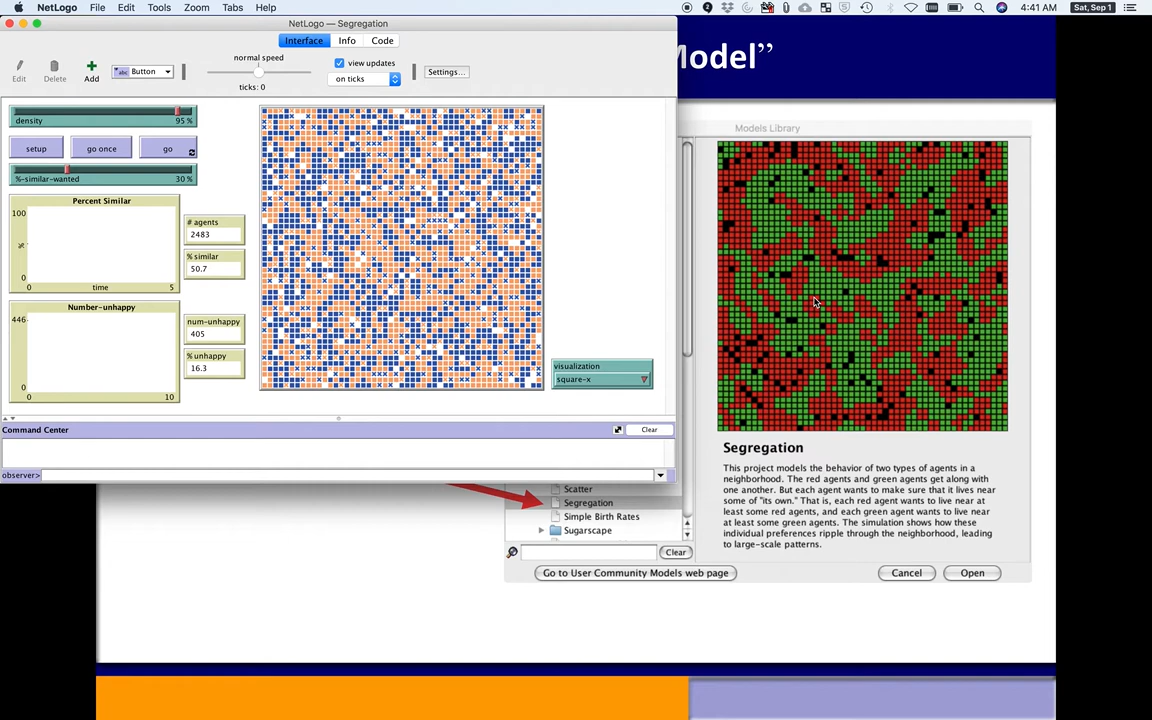 NetLogo File Edit Tools Zoom Tabs Help
2 4:41 AM Sat, Sep 1
NetLogo — Segregation
Interface Info Code
Edit Delete Add abc Button
normal speed
ticks: 0
view updates
on ticks
Settings...
Model”
density 95 %
setup go once go
%-similar-wanted 30 %
Percent Similar
100
%
0
0 time 5
# agents
2483
% similar
50.7
Number-unhappy
446
0
0 10
num-unhappy
405
% unhappy
16.3
visualization
square-x
Command Center Clear
observer>
Models Library
Segregation
This project models the behavior of two types of agents in a
neighborhood. The red agents and green agents get along with
one another. But each agent wants to make sure that it lives near
some of "its own." That is, each red agent wants to live near at
least some red agents, and each green agent wants to live near
at least some green agents. The simulation shows how these
individual preferences ripple through the neighborhood, leading
to large-scale patterns.
Scatter
Segregation
Simple Birth Rates
Sugarscape
Clear
Go to User Community Models web page Cancel Open